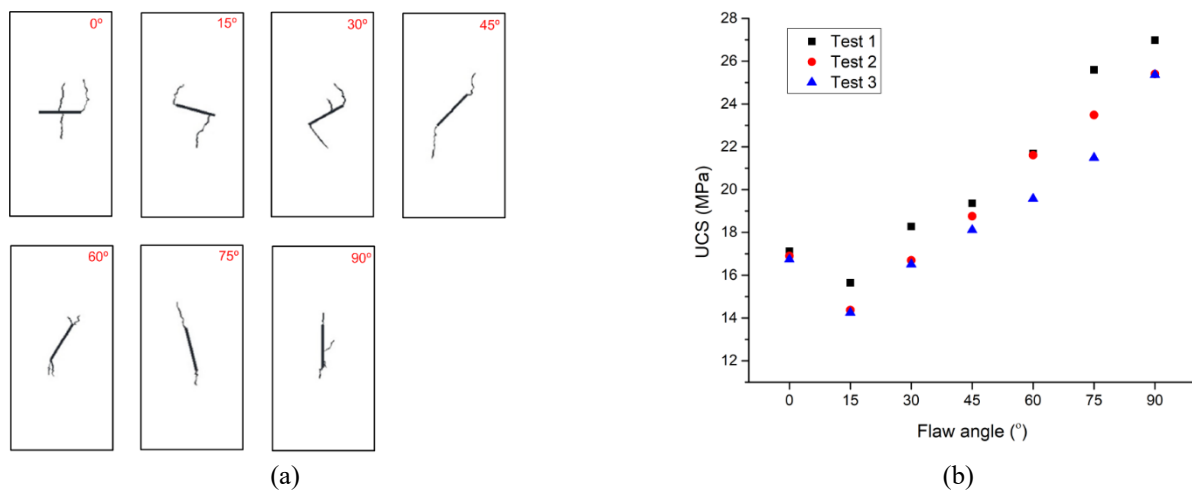 0º
15º
30º
45º
60º
75º
90º
(a)
28
26
24
22
20
18
16
14
12
UCS (MPa)
Test 1
Test 2
Test 3
0 15 30 45 60 75 90
Flaw angle (º)
(b)